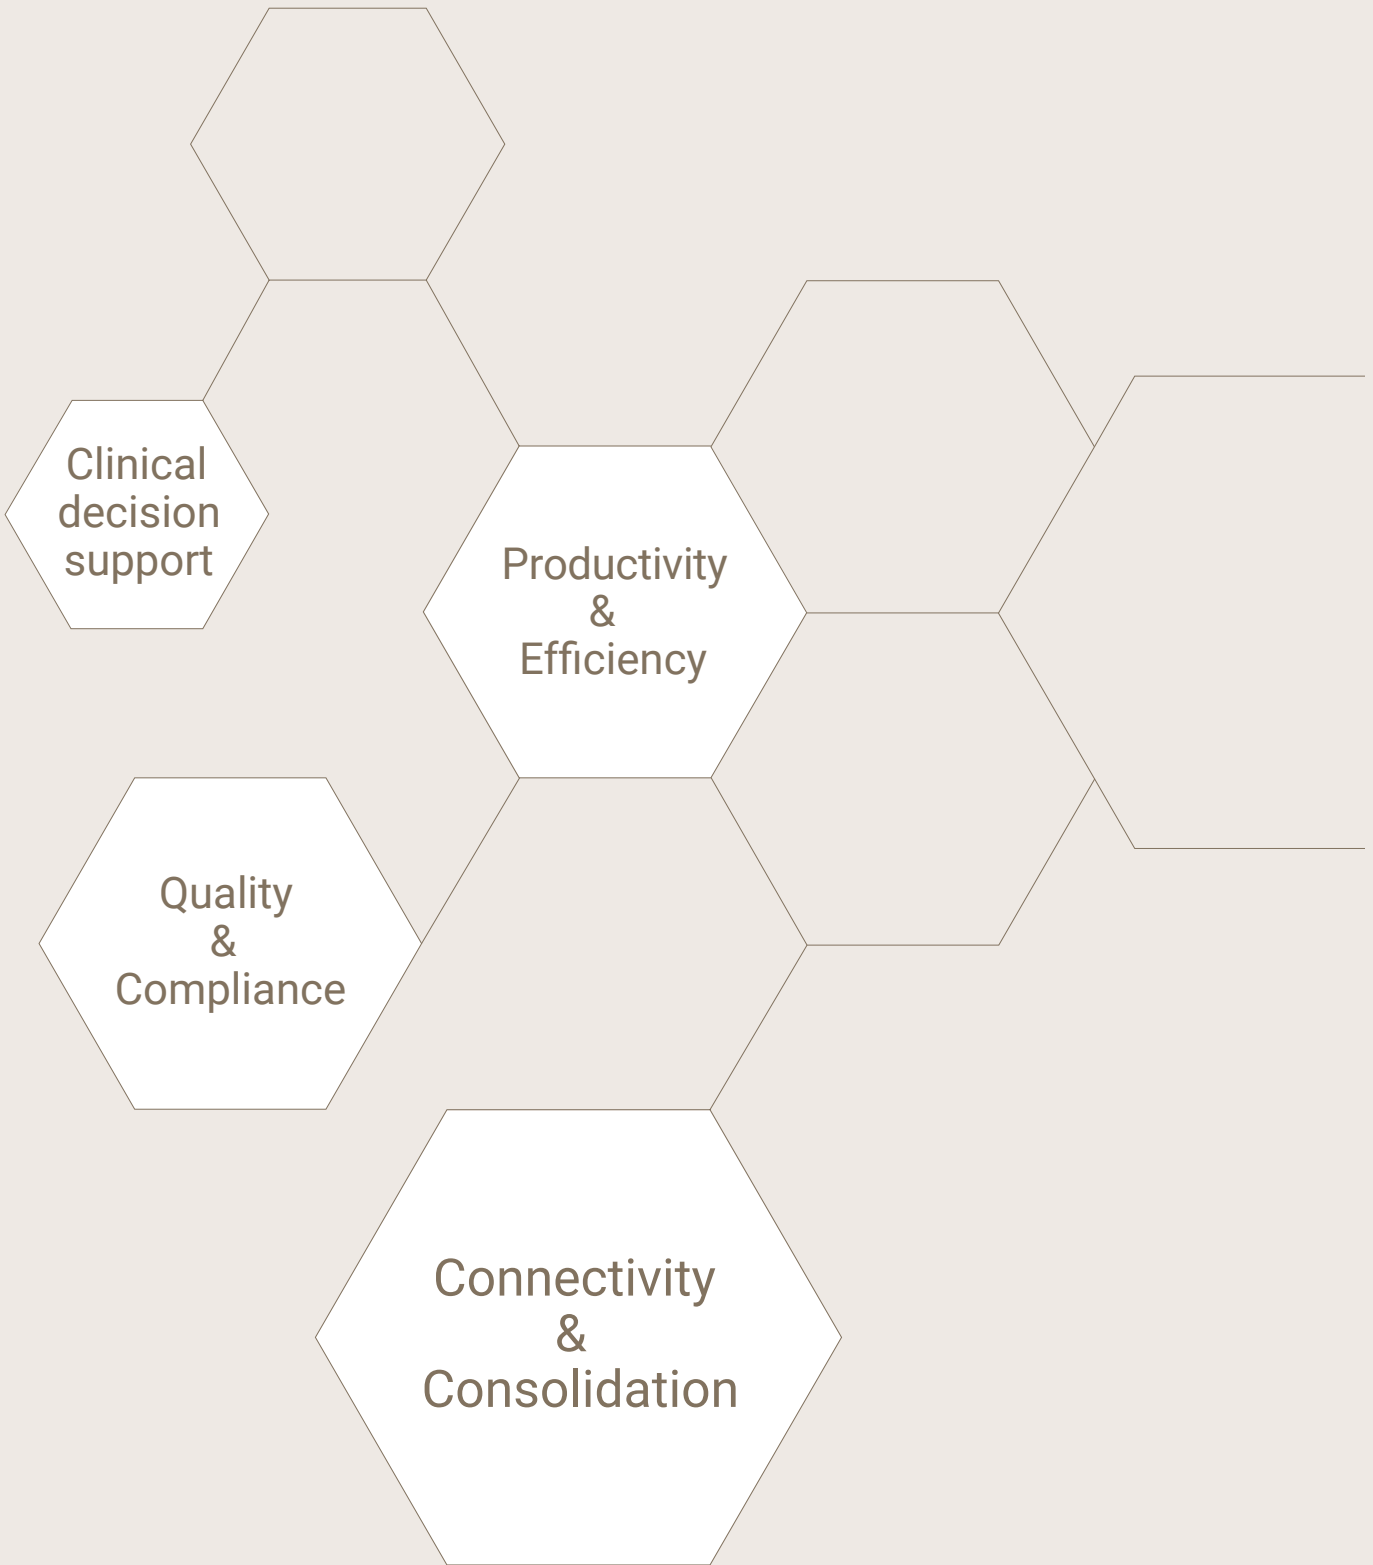 Clinical
decision
support
Productivity
&
Efficiency
Quality
&
Compliance
Connectivity
&
Consolidation